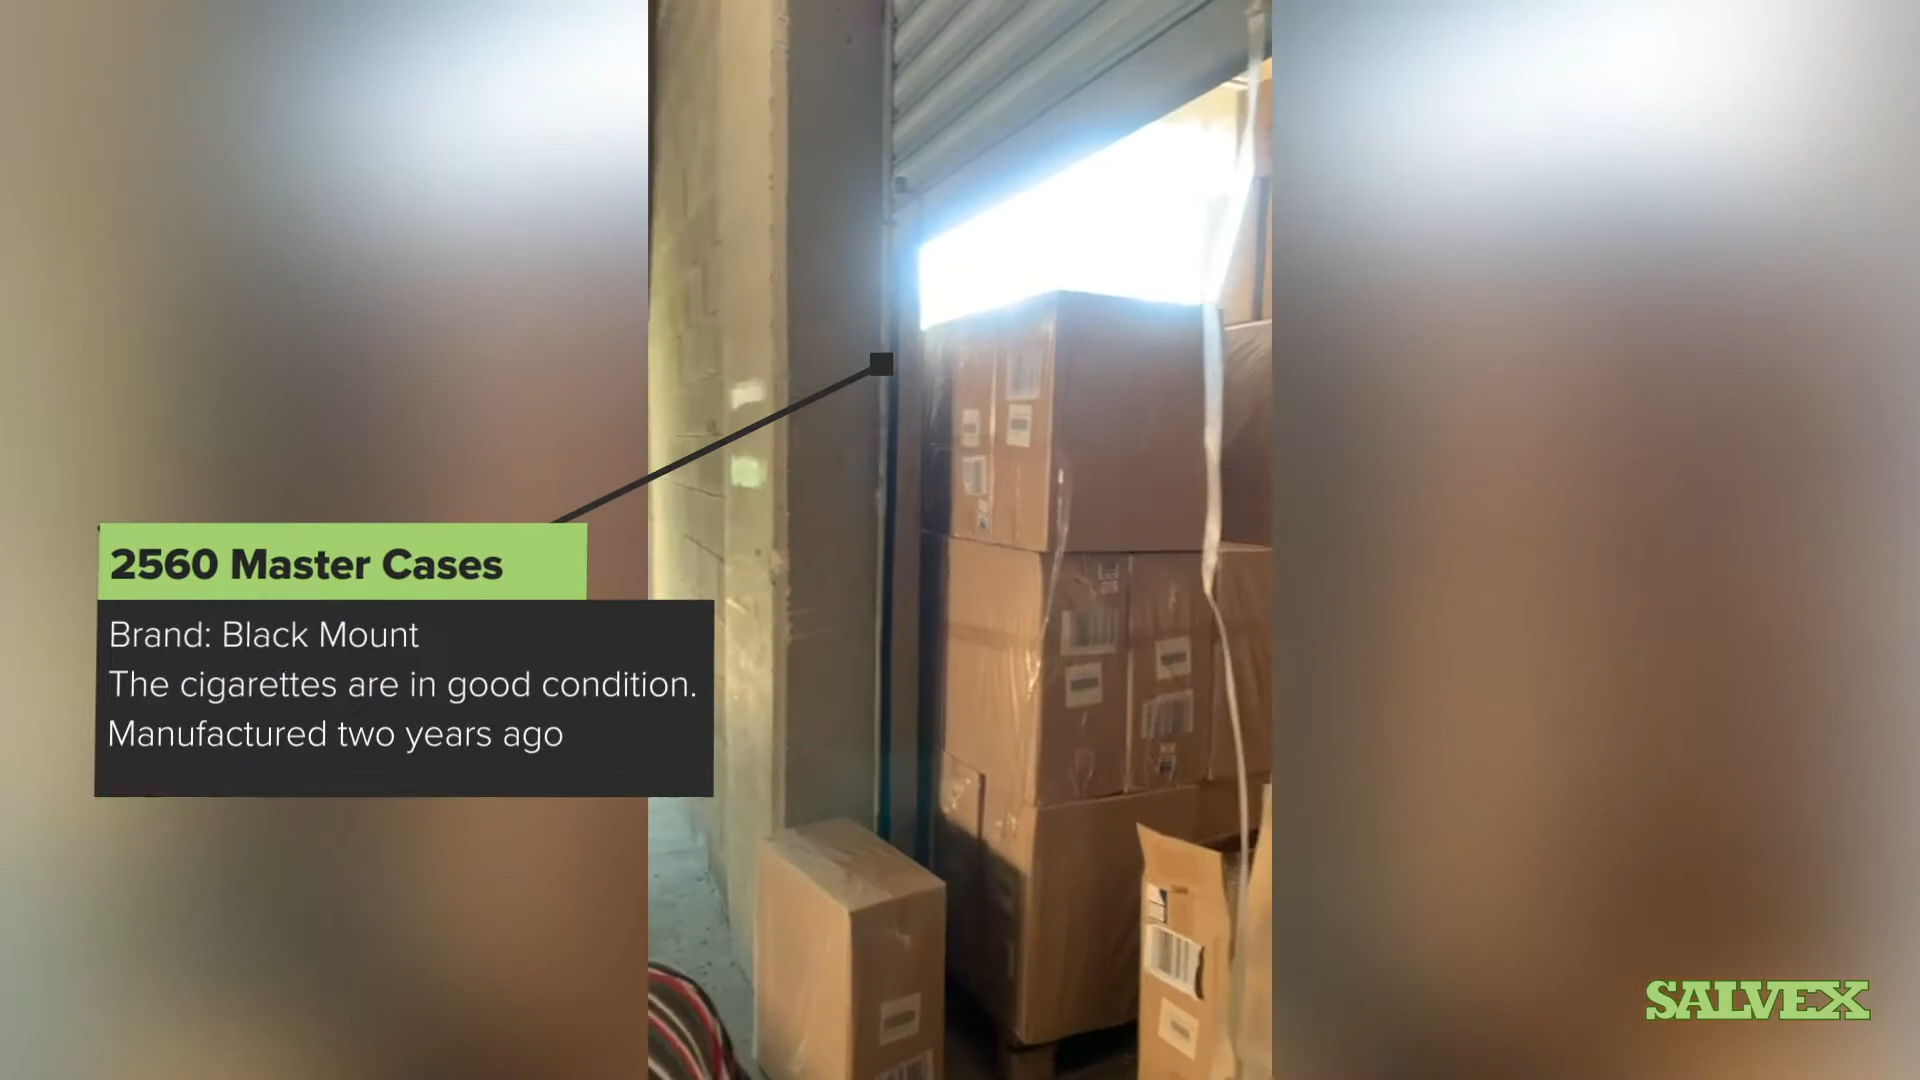 2560 Master Cases
Brand: Black Mount
The cigarettes are in good condition.
Manufactured two years ago
SALVEX